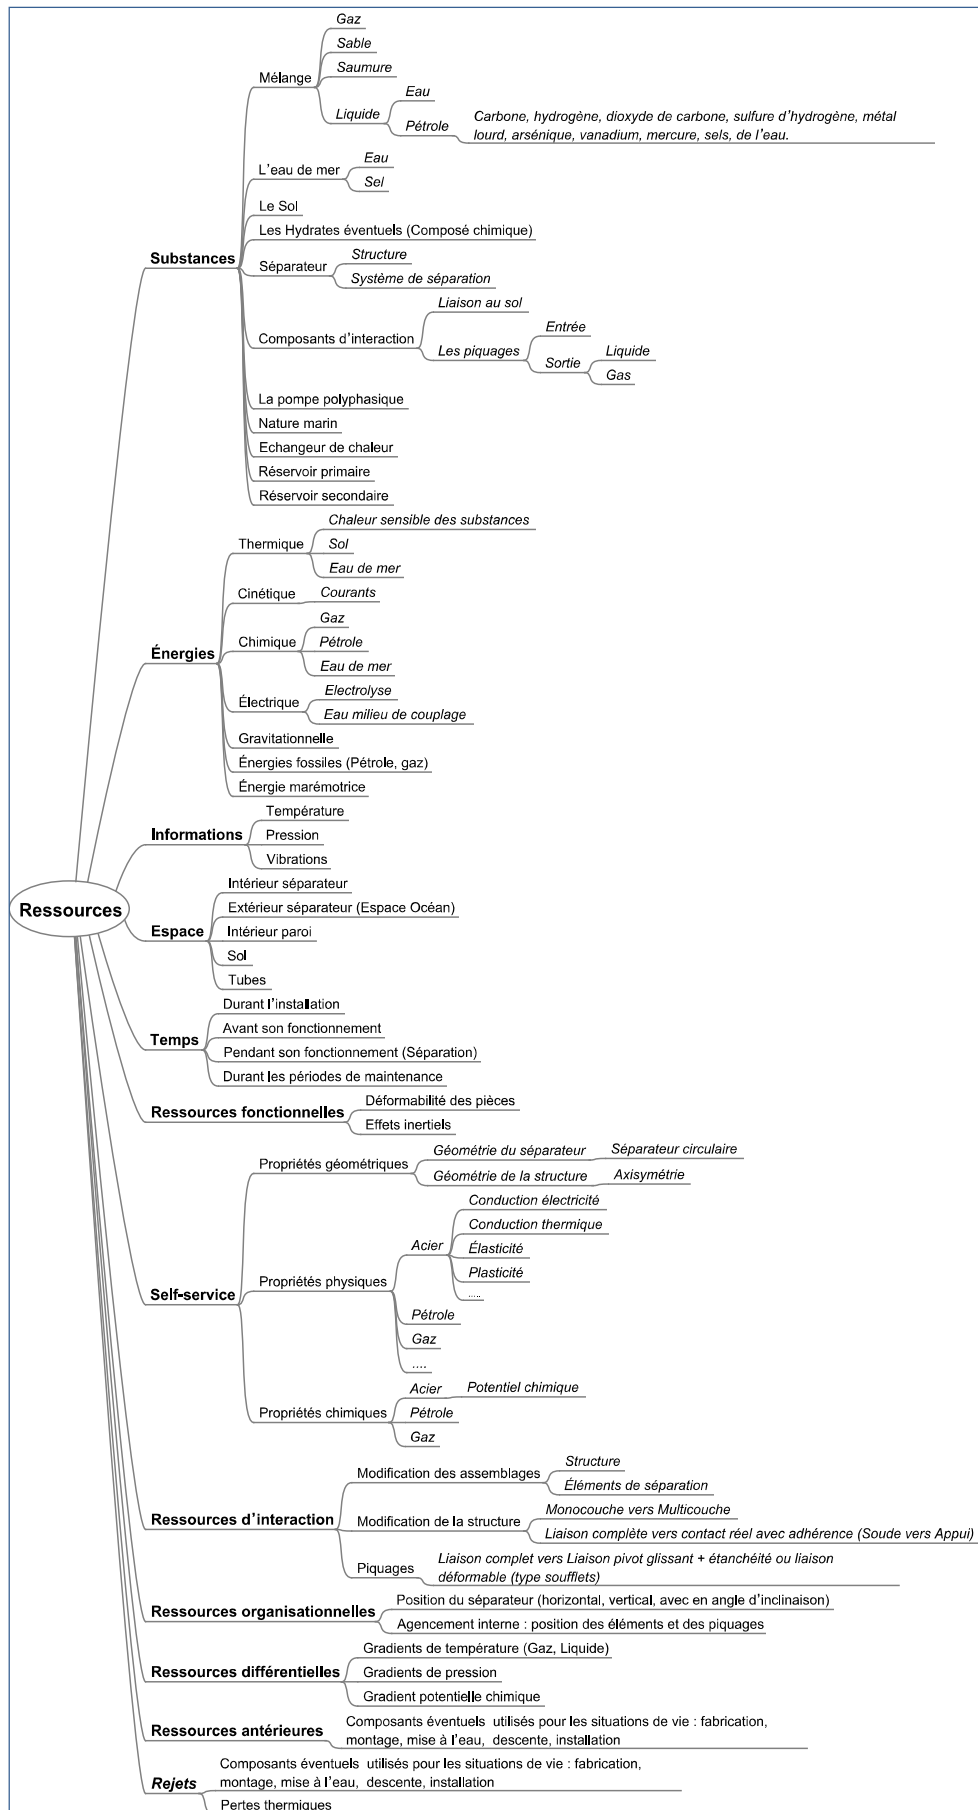 Ressources
Substances
Mélange
Gaz
Sable
Saumure
Liquide
Eau
Pétrole
Carbone, hydrogène, dioxyde de carbone, sulfure d'hydrogène, métal
lourd, arsénique, vanadium, mercure, sels, de l'eau.
L'eau de mer
Eau
Sel
Le Sol
Les Hydrates éventuels (Composé chimique)
Séparateur
Structure
Système de séparation
Composants d'interaction
Liaison au sol
Les piquages
Entrée
Sortie
Liquide
Gas
La pompe polyphasique
Nature marin
Echangeur de chaleur
Réservoir primaire
Réservoir secondaire
Énergies
Thermique
Chaleur sensible des substances
Sol
Eau de mer
Cinétique
Courants
Chimique
Gaz
Pétrole
Eau de mer
Électrique
Electrolyse
Eau milieu de couplage
Gravitationnelle
Énergies fossiles (Pétrole, gaz)
Énergie marémotrice
Informations
Température
Pression
Vibrations
Espace
Intérieur séparateur
Extérieur séparateur (Espace Océan)
Intérieur paroi
Sol
Tubes
Temps
Durant l'installation
Avant son fonctionnement
Pendant son fonctionnement (Séparation)
Durant les périodes de maintenance
Ressources fonctionnelles
Déformabilité des pièces
Effets inertiels
Self-service
Propriétés géométriques
Géométrie du séparateur
Séparateur circulaire
Géométrie de la structure
Axisymétrie
Propriétés physiques
Acier
Conduction électricité
Conduction thermique
Élasticité
Plasticité
.....
Pétrole
Gaz
....
Propriétés chimiques
Acier
Potentiel chimique
Pétrole
Gaz
Ressources d'interaction
Modification des assemblages
Structure
Éléments de séparation
Modification de la structure
Monocouche vers Multicouche
Liaison complète vers contact réel avec adhérence (Soude vers Appui)
Piquages
Liaison complet vers Liaison pivot glissant + étanchéité ou liaison
déformable (type soufflets)
Ressources organisationnelles
Position du séparateur (horizontal, vertical, avec en angle d'inclinaison)
Agencement interne : position des éléments et des piquages
Ressources différentielles
Gradients de température (Gaz, Liquide)
Gradients de pression
Gradient potentielle chimique
Ressources antérieures
Composants éventuels utilisés pour les situations de vie : fabrication,
montage, mise à l'eau, descente, installation
Rejets
Composants éventuels utilisés pour les situations de vie : fabrication,
montage, mise à l'eau, descente, installation
Pertes thermiques